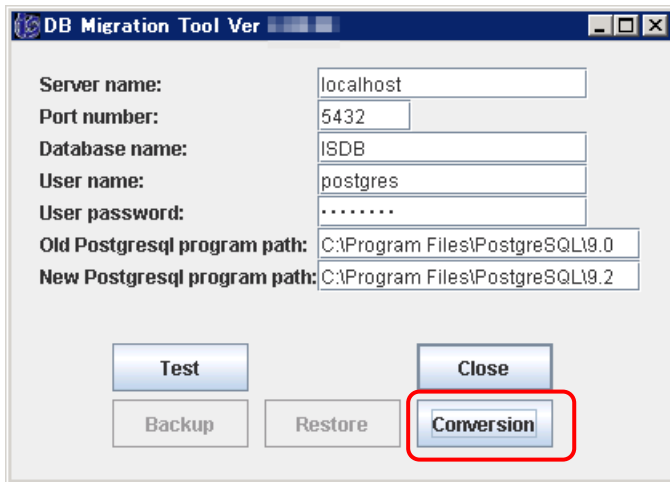 DB Migration Tool Ver
Server name: localhost
Port number: 5432
Database name: ISDB
User name: postgres
User password: ········
Old Postgresql program path: C:\Program Files\PostgreSQL\9.0
New Postgresql program path: C:\Program Files\PostgreSQL\9.2
Test Close
Backup Restore Conversion